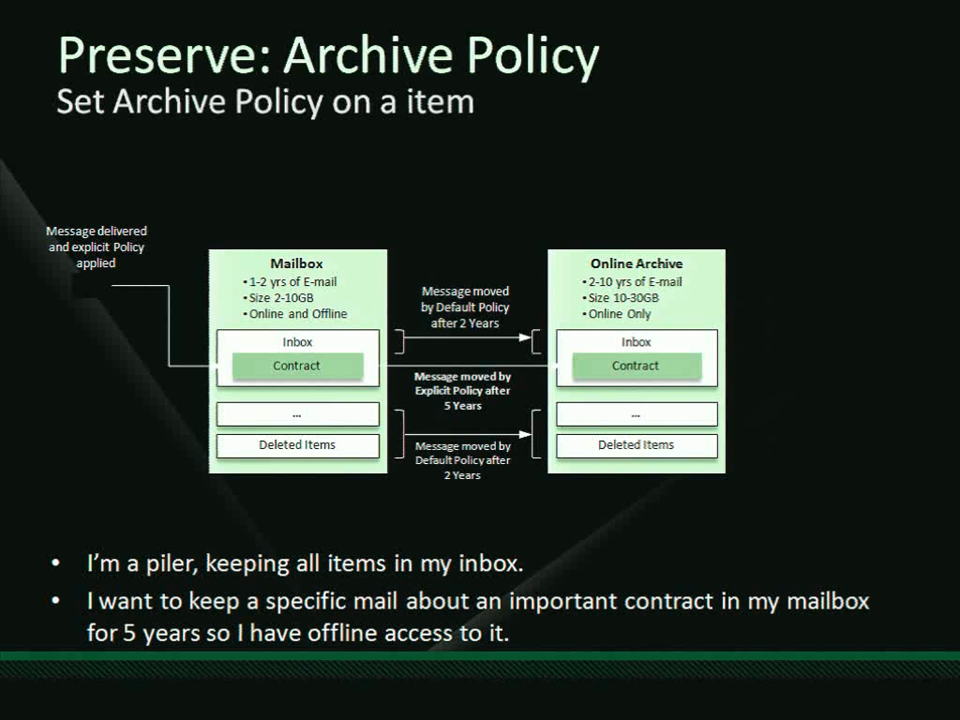 Preserve: Archive Policy
Set Archive Policy on a item
Message delivered
and explicit Policy
applied
Mailbox
•1-2 yrs of E-mail
•Size 2-10GB
•Online and Offline
Inbox
Contract
...
Deleted Items
Message moved
by Default Policy
after 2 Years
Message moved by
Explicit Policy after
5 Years
Message moved by
Default Policy after
2 Years
Online Archive
•2-10 yrs of E-mail
•Size 10-30GB
•Online Only
Inbox
Contract
...
Deleted Items
• I’m a piler, keeping all items in my inbox.
• I want to keep a specific mail about an important contract in my mailbox
for 5 years so I have offline access to it.